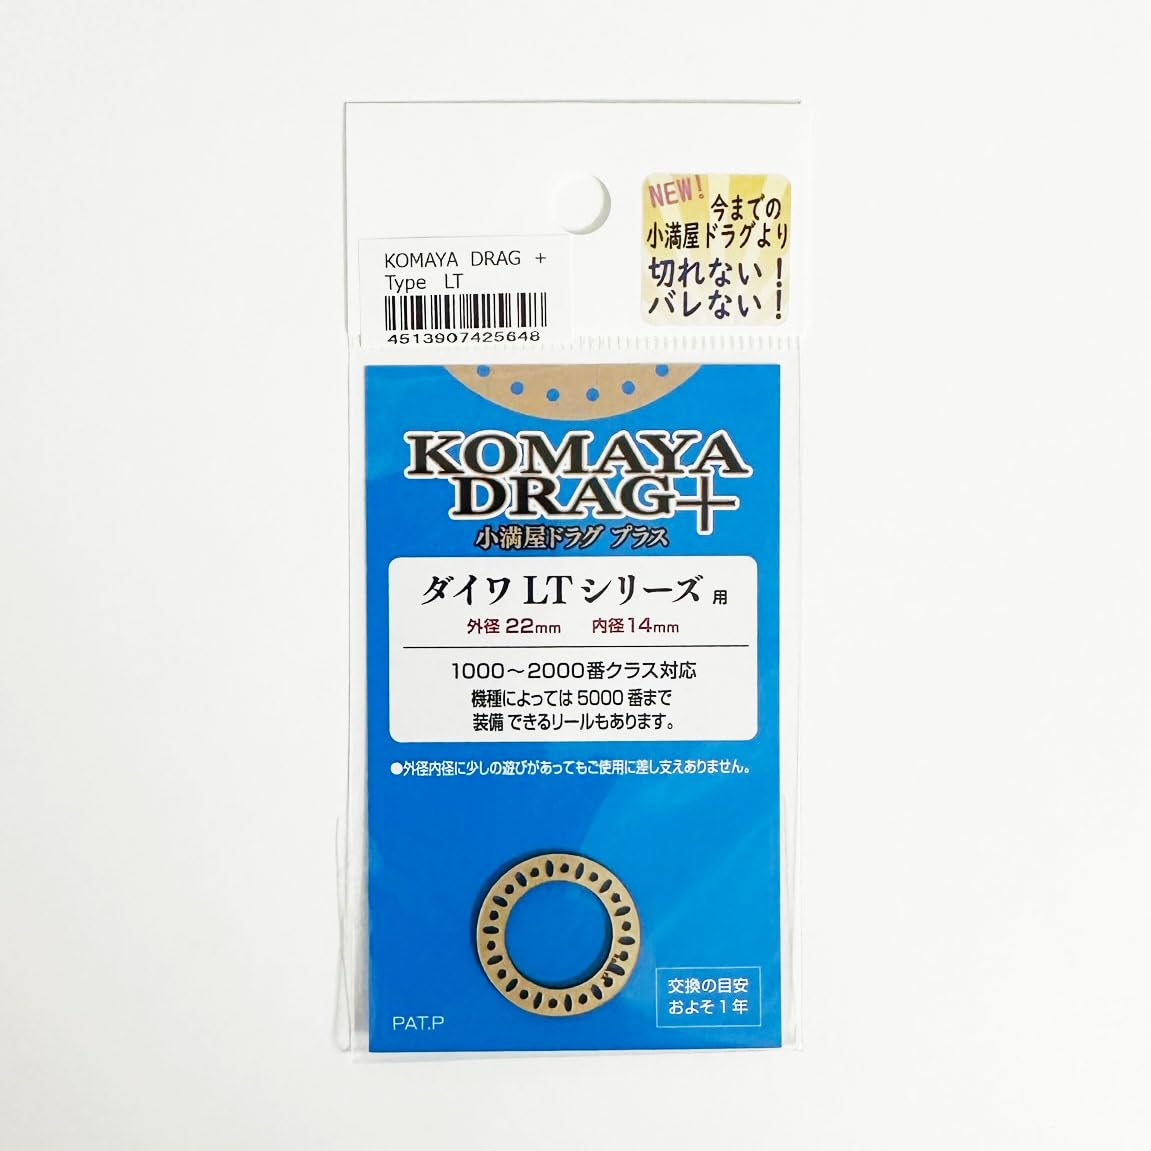 NEW!
今までの
小満屋ドラグより
切れない!
バレない!
KOMAYA DRAG +
Type LT
4513907425648
KOMAYA
DRAG+
小満屋ドラグ プラス
ダイワ LT シリーズ 用
外径 22mm 内径 14mm
1000～2000番クラス対応
機種によっては 5000 番まで
装備 できるリールもあります。
●外径内径に少しの遊びがあってもご使用に差し支えありません。
交換の目安
およそ 1 年
PAT.P